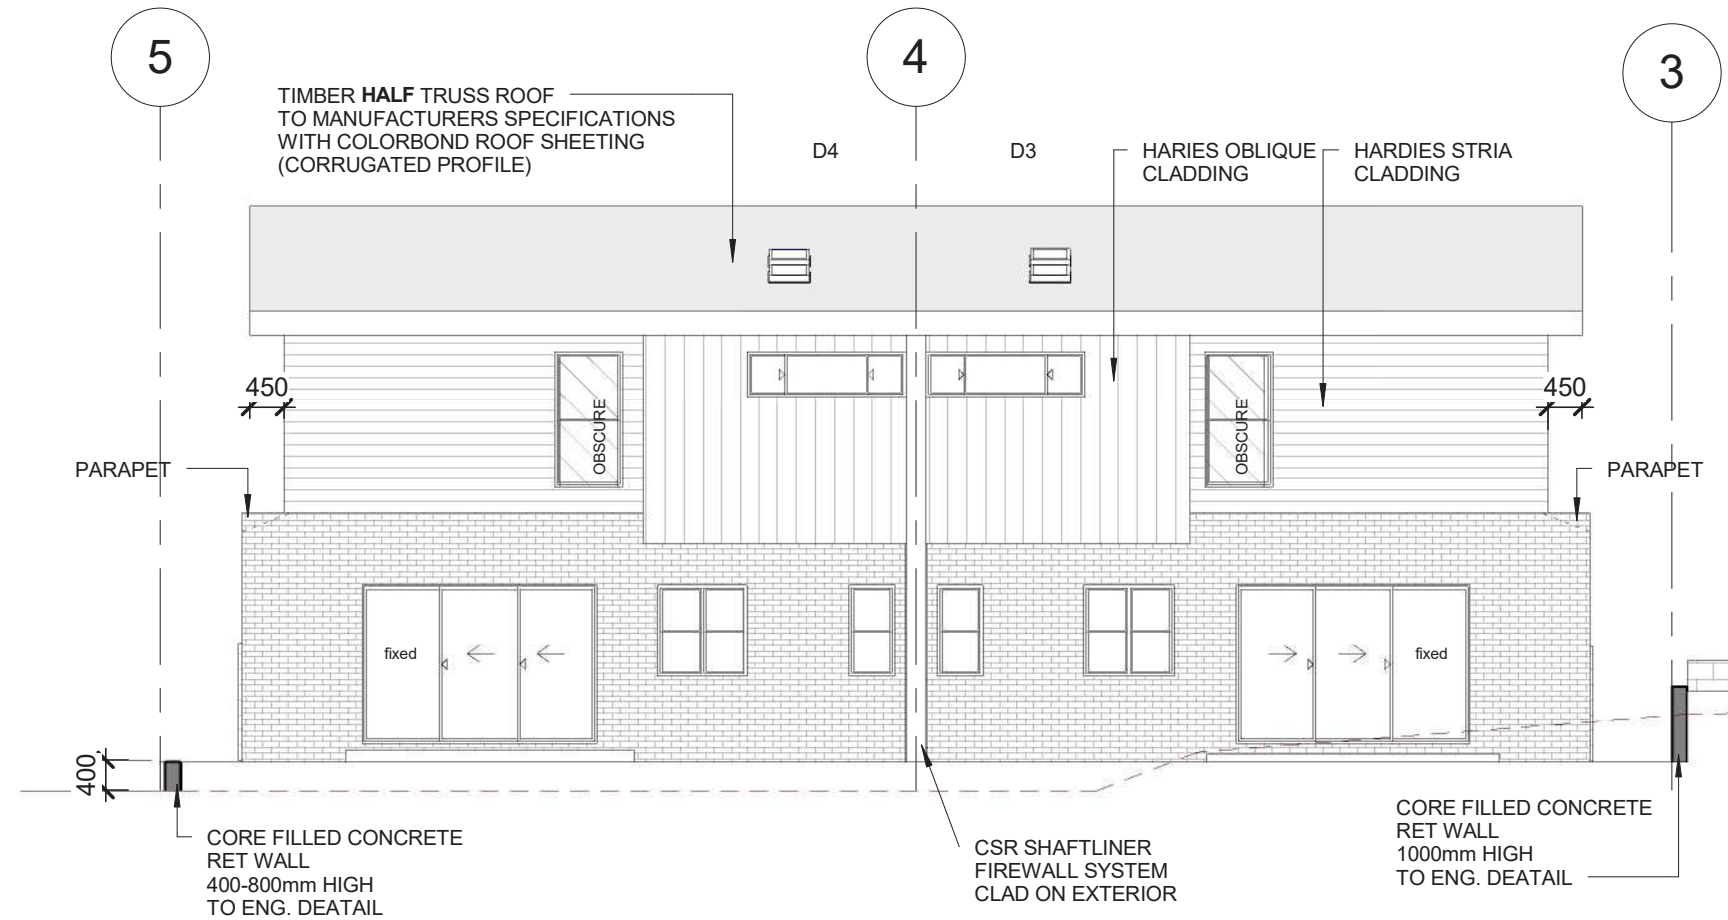 5
4
3
TIMBER HALF TRUSS ROOF
TO MANUFACTURERS SPECIFICATIONS
WITH COLORBOND ROOF SHEETING
(CORRUGATED PROFILE)
D4
D3
HARIES OBLIQUE
CLADDING
HARDIES STRIA
CLADDING
450
450
OBSCURE
OBSCURE
PARAPET
PARAPET
fixed
fixed
400
CORE FILLED CONCRETE
RET WALL
400-800mm HIGH
TO ENG. DEATAIL
CSR SHAFTLINER
FIREWALL SYSTEM
CLAD ON EXTERIOR
CORE FILLED CONCRETE
RET WALL
1000mm HIGH
TO ENG. DEATAIL